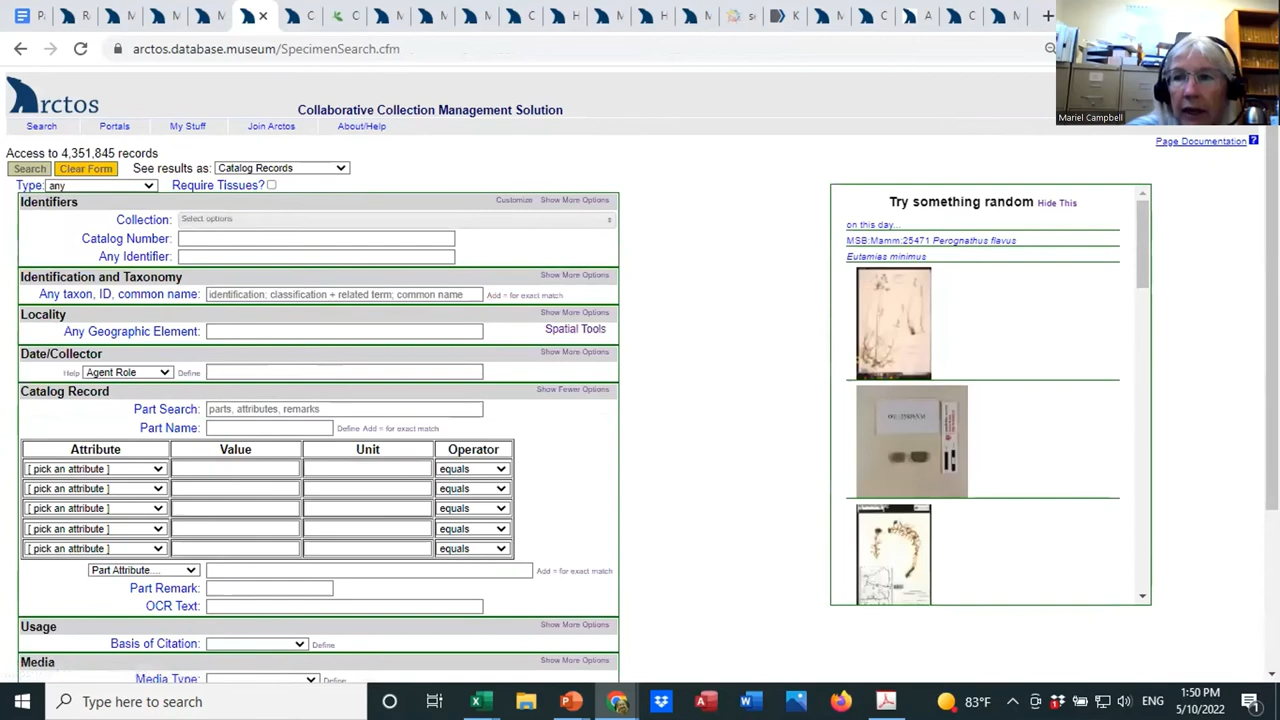 arctos.database.museum/SpecimenSearch.cfm
Mariel Campbell
Arctos
Collaborative Collection Management Solution
Search Portals My Stuff Join Arctos About/Help
Page Documentation ?
Access to 4,351,845 records
Search Clear Form See results as: Catalog Records
Type: any Require Tissues?
Identifiers Customize Show More Options
Collection: Select options
Catalog Number:
Any Identifier:
Identification and Taxonomy Show More Options
Any taxon, ID, common name: identification; classification + related term; common name Add = for exact match
Locality Show More Options
Any Geographic Element: Spatial Tools
Date/Collector Show More Options
Help Agent Role Define
Catalog Record Show Fewer Options
Part Search: parts, attributes, remarks
Part Name: Define Add = for exact match
Attribute Value Unit Operator
[ pick an attribute ] equals
[ pick an attribute ] equals
[ pick an attribute ] equals
[ pick an attribute ] equals
[ pick an attribute ] equals
Part Attribute.... Add = for exact match
Part Remark:
OCR Text:
Usage Show More Options
Basis of Citation: Define
Media Show More Options
Media Type: Define
Try something random Hide This
on this day...
MSB:Mamm:25471 Perognathus flavus
Eutamias minimus
Type here to search
83°F
ENG
1:50 PM
5/10/2022
1